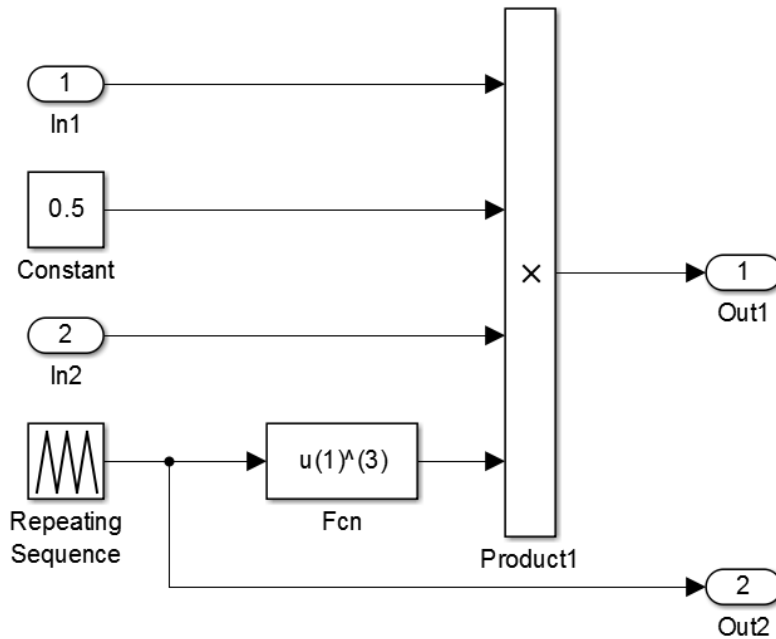 1
In1
0.5
Constant
2
In2
Repeating
Sequence
u(1)^(3)
Fcn
×
Product1
1
Out1
2
Out2